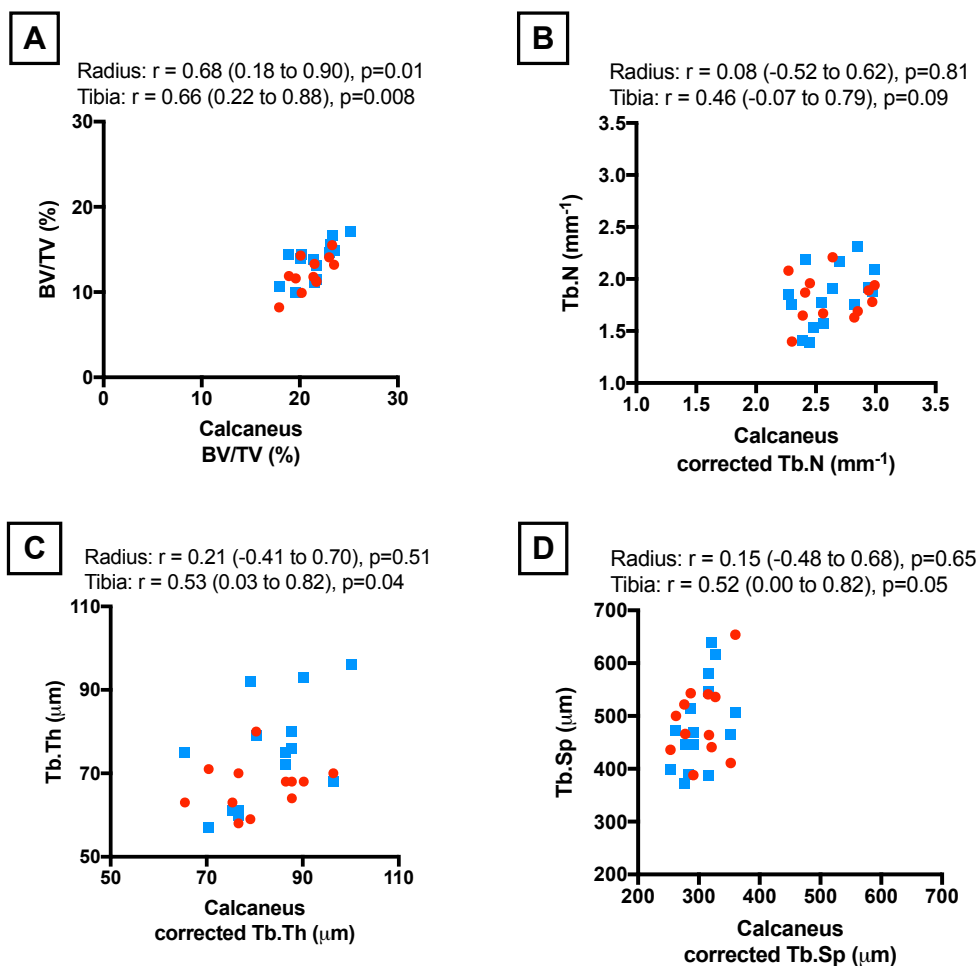 A
Radius: r = 0.68 (0.18 to 0.90), p=0.01
Tibia: r = 0.66 (0.22 to 0.88), p=0.008
30
20
10
0
BV/TV (%)
0 10 20 30
Calcaneus
BV/TV (%)
B
Radius: r = 0.08 (-0.52 to 0.62), p=0.81
Tibia: r = 0.46 (-0.07 to 0.79), p=0.09
3.5
3.0
2.5
2.0
1.5
1.0
Tb.N (mm⁻¹)
1.0 1.5 2.0 2.5 3.0 3.5
Calcaneus
corrected Tb.N (mm⁻¹)
C
Radius: r = 0.21 (-0.41 to 0.70), p=0.51
Tibia: r = 0.53 (0.03 to 0.82), p=0.04
110
90
70
50
Tb.Th (μm)
50 70 90 110
Calcaneus
corrected Tb.Th (μm)
D
Radius: r = 0.15 (-0.48 to 0.68), p=0.65
Tibia: r = 0.52 (0.00 to 0.82), p=0.05
700
600
500
400
300
200
Tb.Sp (μm)
200 300 400 500 600 700
Calcaneus
corrected Tb.Sp (μm)